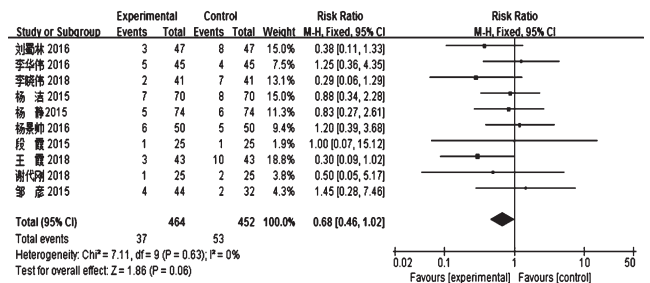 Experimental Control Risk Ratio Risk Ratio
Study or Subgroup Events Total Events Total Weight M-H, Fixed, 95% CI M-H, Fixed, 95% CI
刘蜀林 2016 3 47 8 47 15.0% 0.38 [0.11, 1.33]
李华伟 2016 5 45 4 45 7.5% 1.25 [0.36, 4.35]
李晓伟 2018 2 41 7 41 13.1% 0.29 [0.06, 1.29]
杨 洁 2015 7 70 8 70 15.0% 0.88 [0.34, 2.28]
杨 静2015 5 74 6 74 11.2% 0.83 [0.27, 2.61]
杨景帅 2016 6 50 5 50 9.4% 1.20 [0.39, 3.68]
段 霞 2015 1 25 1 25 1.9% 1.00 [0.07, 15.12]
王 霞 2018 3 43 10 43 18.8% 0.30 [0.09, 1.02]
谢代刚 2018 1 25 2 25 3.8% 0.50 [0.05, 5.17]
邹 彦 2015 4 44 2 32 4.4% 1.45 [0.28, 7.46]
Total (95% CI) 464 452 100.0% 0.68 [0.46, 1.02]
Total events 37 53
Heterogeneity: Chi² = 7.11, df = 9 (P = 0.63); I² = 0%
Test for overall effect: Z = 1.86 (P = 0.06)
0.02 0.1 1 10 50
Favours [experimental] Favours [control]